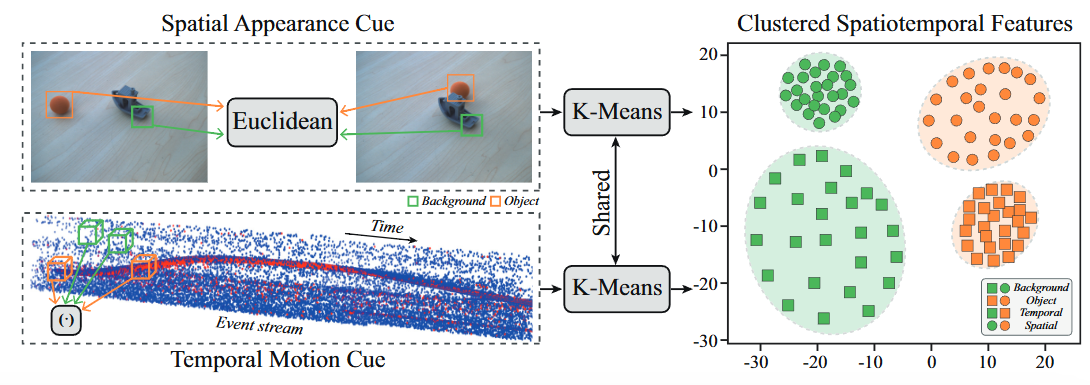 Spatial Appearance Cue
Euclidean
Background Object
Time
Event stream
(·)
Temporal Motion Cue
K-Means
Shared
K-Means
Clustered Spatiotemporal Features
20
10
0
-10
-20
-30
-30 -20 -10 0 10 20
Background
Object
Temporal
Spatial